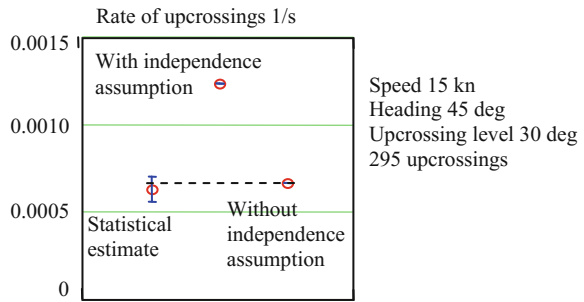 Rate of upcrossings 1/s
0.0015
With independence
assumption
0.0010
Speed 15 kn
Heading 45 deg
Upcrossing level 30 deg
295 upcrossings
0.0005
Statistical
estimate
Without
independence
assumption
0